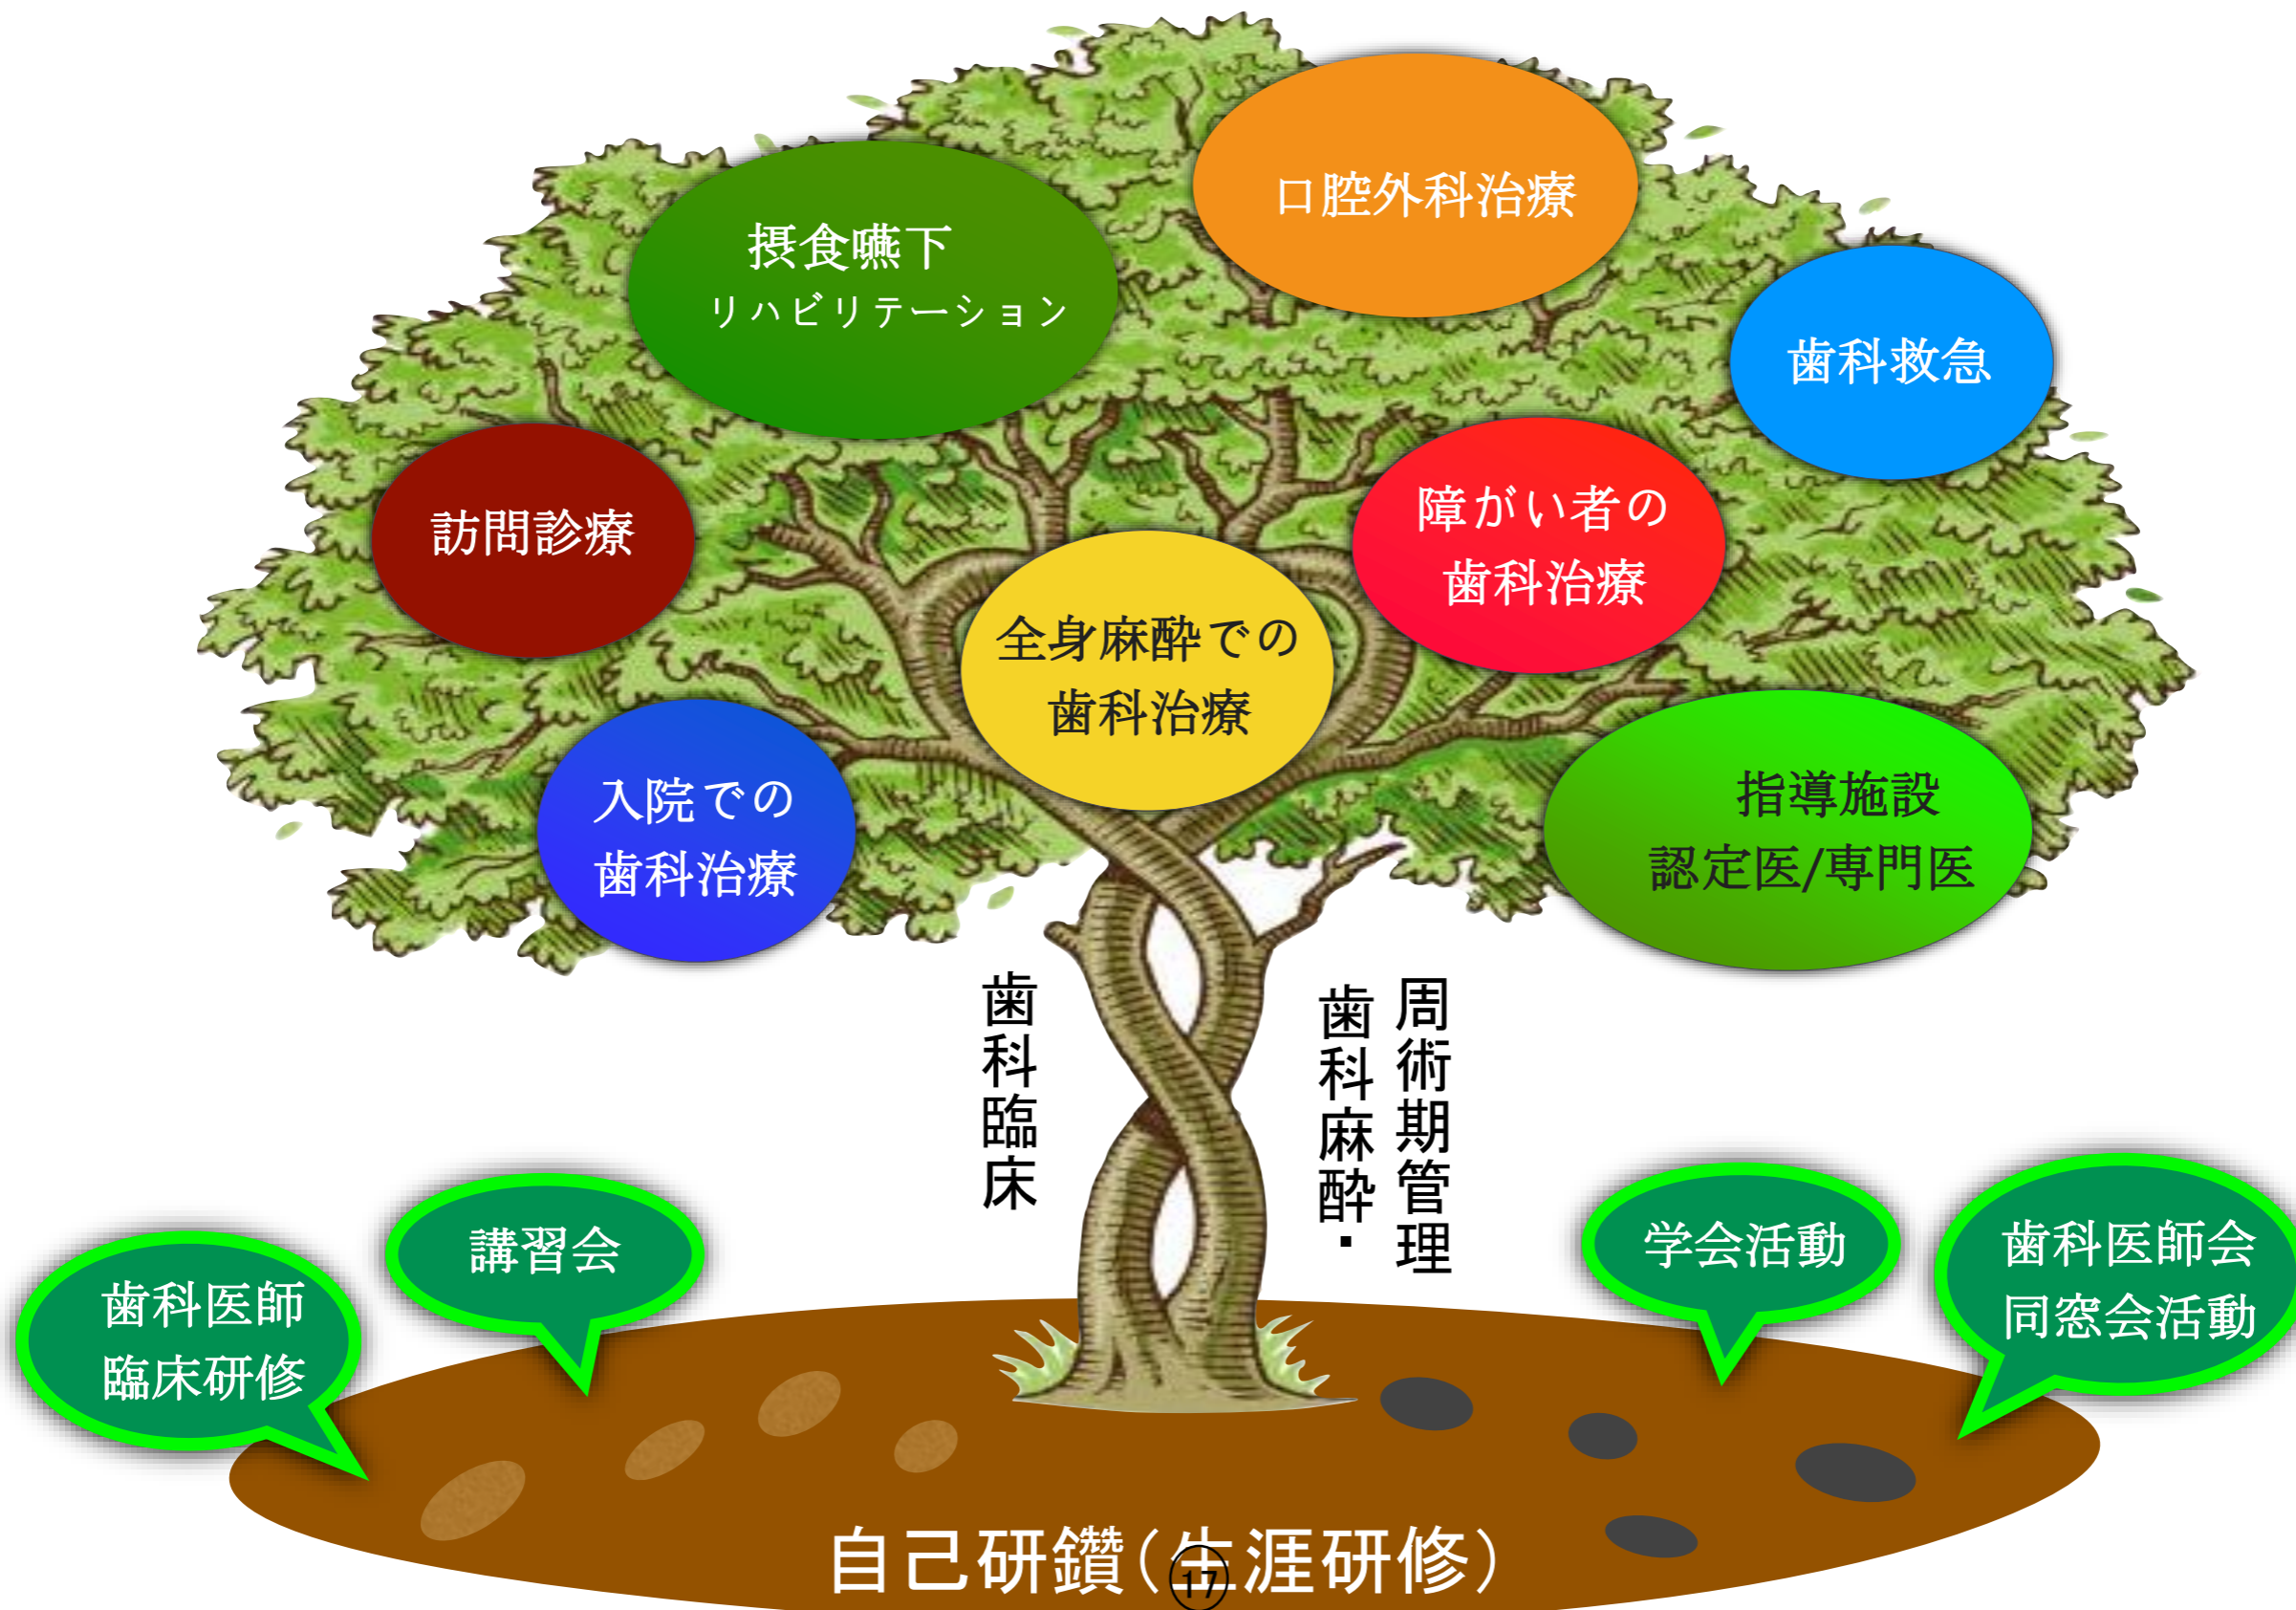 口腔外科治療
摂食嚥下
リハビリテーション
歯科救急
訪問診療
障がい者の
歯科治療
全身麻酔での
歯科治療
入院での
歯科治療
指導施設
認定医/専門医
歯科臨床
周術期管理
歯科麻酔・
歯科医師
臨床研修
講習会
学会活動
歯科医師会
同窓会活動
自己研鑽(生涯研修)
⑰